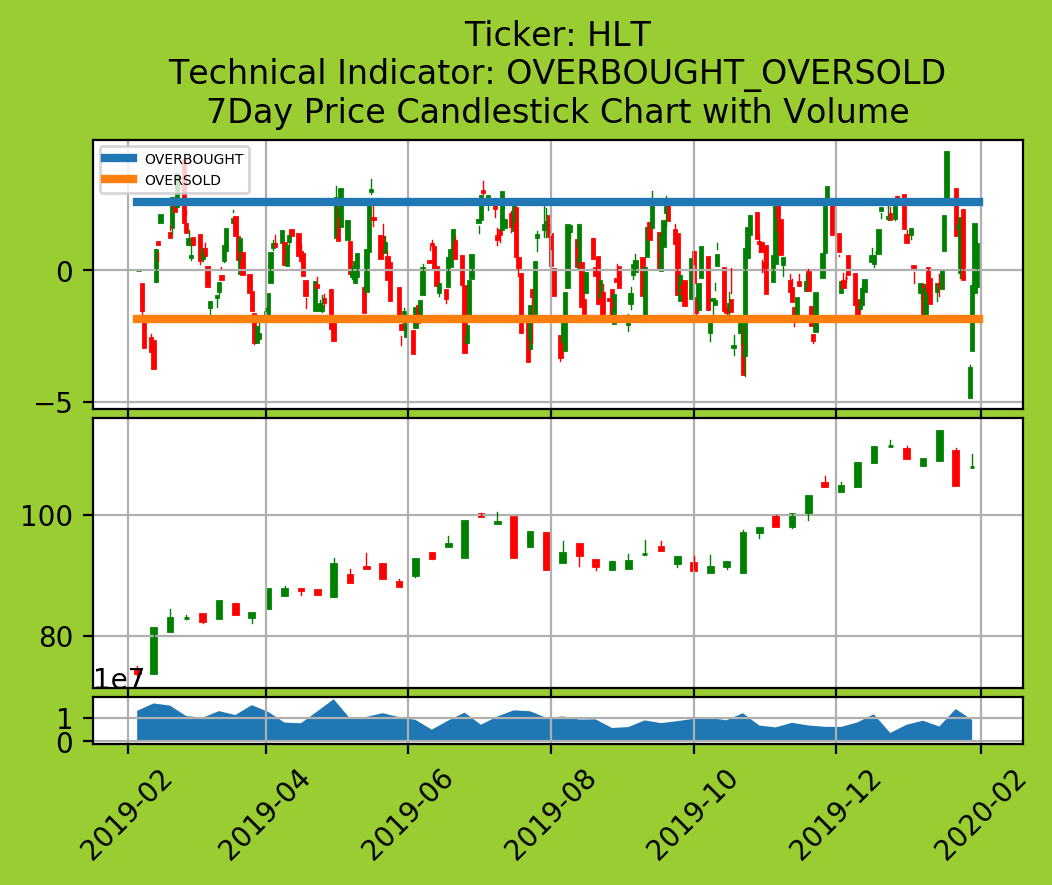 Ticker: HLT
Technical Indicator: OVERBOUGHT_OVERSOLD
7Day Price Candlestick Chart with Volume
OVERBOUGHT
OVERSOLD
0
−5
100
80
1e7
1
0
2019-02
2019-04
2019-06
2019-08
2019-10
2019-12
2020-02